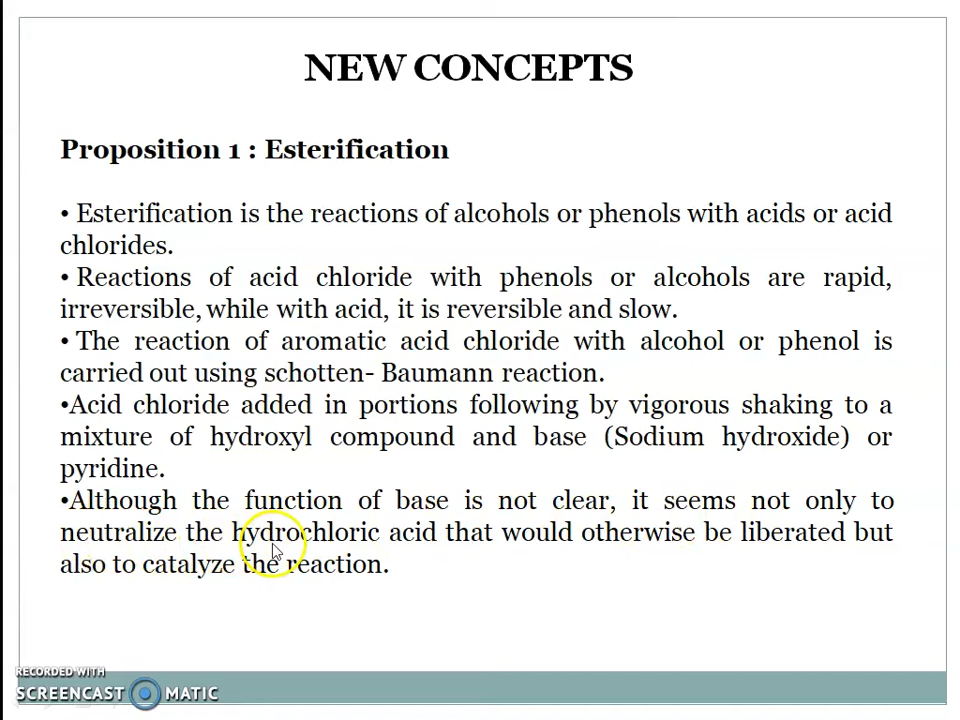 NEW CONCEPTS
Proposition 1 : Esterification
• Esterification is the reactions of alcohols or phenols with acids or acid
chlorides.
• Reactions of acid chloride with phenols or alcohols are rapid,
irreversible, while with acid, it is reversible and slow.
• The reaction of aromatic acid chloride with alcohol or phenol is
carried out using schotten- Baumann reaction.
•Acid chloride added in portions following by vigorous shaking to a
mixture of hydroxyl compound and base (Sodium hydroxide) or
pyridine.
•Although the function of base is not clear, it seems not only to
neutralize the hydrochloric acid that would otherwise be liberated but
also to catalyze the reaction.
RECORDED WITH
SCREENCAST MATIC